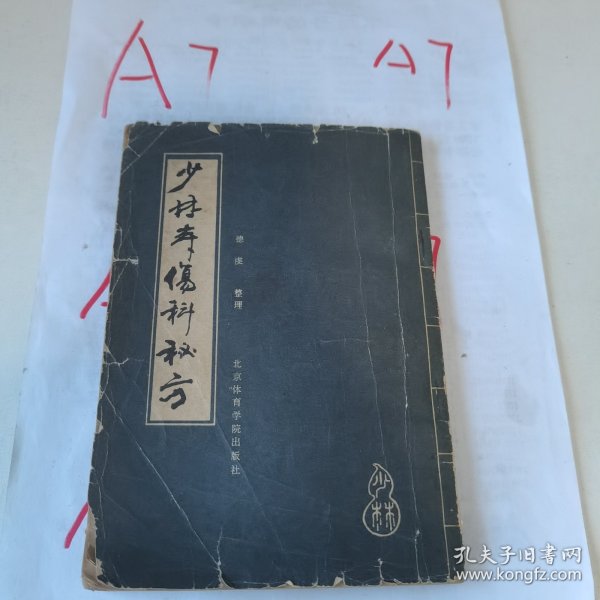 A7
A7
少林寺傷科秘方
德虔 整理
北京体育学院出版社
少林
孔夫子旧书网
www.kongfz.com